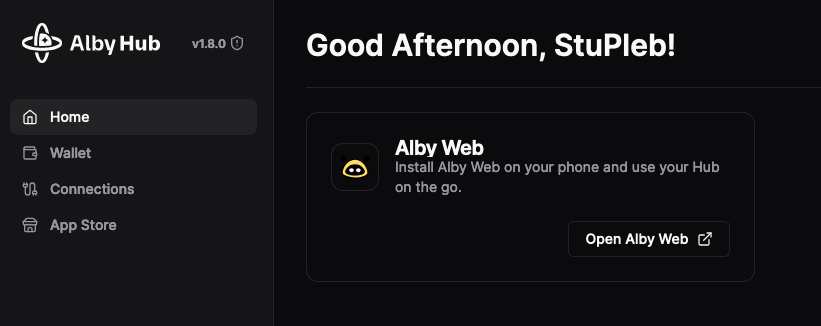 Alby Hub v1.8.0
Home
Wallet
Connections
App Store
Good Afternoon, StuPleb!
Alby Web
Install Alby Web on your phone and use your Hub
on the go.
Open Alby Web